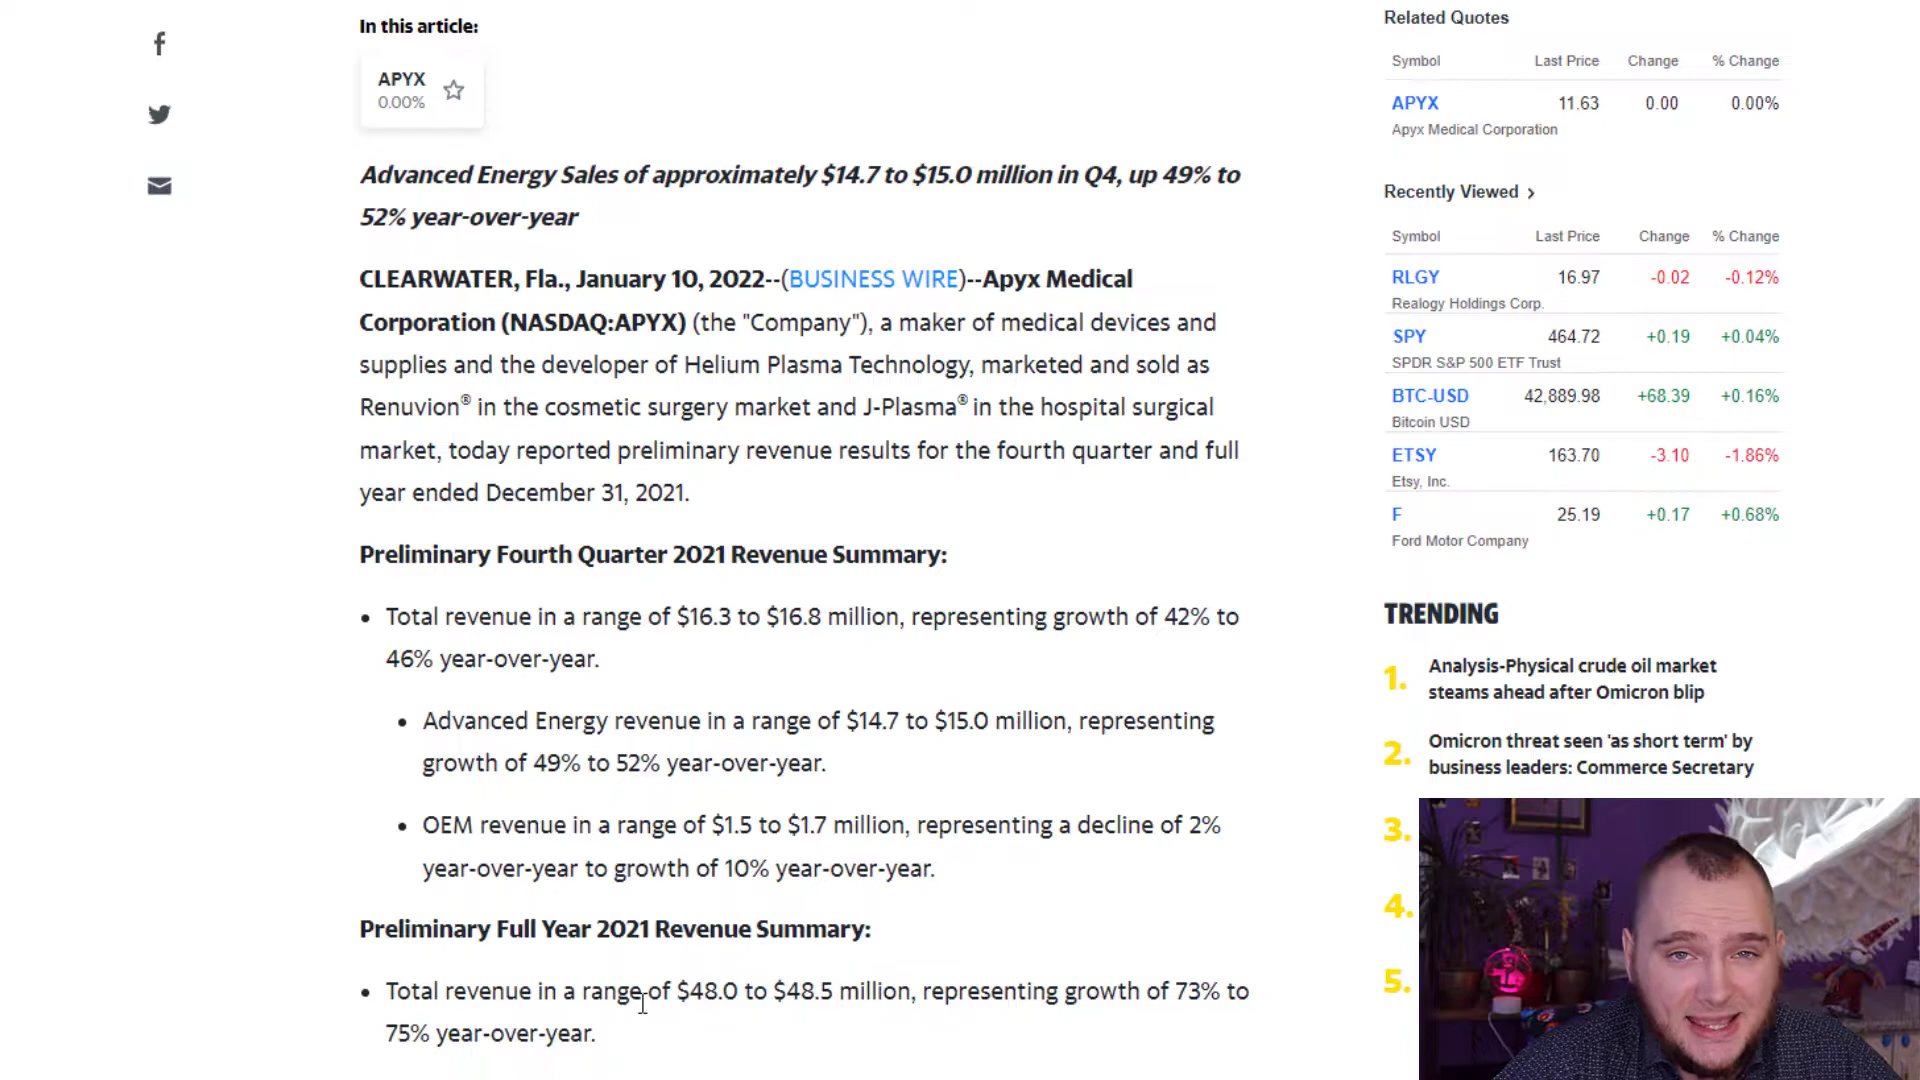 In this article:
APYX
0.00%
Advanced Energy Sales of approximately $14.7 to $15.0 million in Q4, up 49% to
52% year-over-year
CLEARWATER, Fla., January 10, 2022--(BUSINESS WIRE)--Apyx Medical
Corporation (NASDAQ:APYX) (the "Company"), a maker of medical devices and
supplies and the developer of Helium Plasma Technology, marketed and sold as
Renuvion® in the cosmetic surgery market and J-Plasma® in the hospital surgical
market, today reported preliminary revenue results for the fourth quarter and full
year ended December 31, 2021.
Preliminary Fourth Quarter 2021 Revenue Summary:
• Total revenue in a range of $16.3 to $16.8 million, representing growth of 42% to
46% year-over-year.
• Advanced Energy revenue in a range of $14.7 to $15.0 million, representing
growth of 49% to 52% year-over-year.
• OEM revenue in a range of $1.5 to $1.7 million, representing a decline of 2%
year-over-year to growth of 10% year-over-year.
Preliminary Full Year 2021 Revenue Summary:
• Total revenue in a range of $48.0 to $48.5 million, representing growth of 73% to
75% year-over-year.
Related Quotes
Symbol Last Price Change % Change
APYX 11.63 0.00 0.00%
Apyx Medical Corporation
Recently Viewed >
Symbol Last Price Change % Change
RLGY 16.97 -0.02 -0.12%
Realogy Holdings Corp.
SPY 464.72 +0.19 +0.04%
SPDR S&P 500 ETF Trust
BTC-USD 42,889.98 +68.39 +0.16%
Bitcoin USD
ETSY 163.70 -3.10 -1.86%
Etsy, Inc.
F 25.19 +0.17 +0.68%
Ford Motor Company
TRENDING
1. Analysis-Physical crude oil market
steams ahead after Omicron blip
2. Omicron threat seen 'as short term' by
business leaders: Commerce Secretary
3.
4.
5.